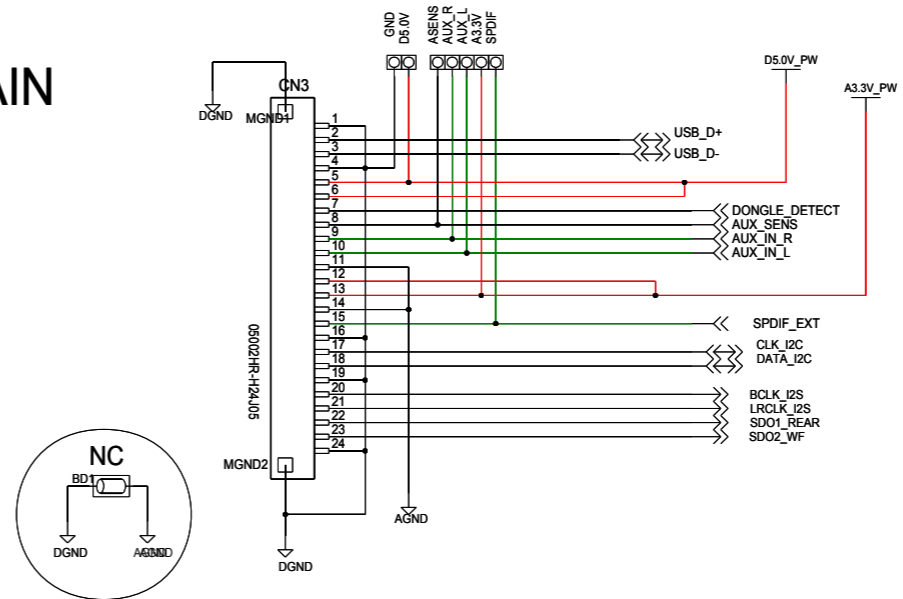 GND
D5.0V
ASENS
AUX_R
AUX_L
A3.3V
SPDIF
AIN
D5.0V_PW
A3.3V_PW
CN3
DGND
MGND1
1
2
3
4
5
6
7
8
9
10
11
12
13
14
15
16
17
18
19
20
21
22
23
24
USB_D+
USB_D-
DONGLE_DETECT
AUX_SENS
AUX_IN_R
AUX_IN_L
SPDIF_EXT
CLK_I2C
DATA_I2C
BCLK_I2S
LRCLK_I2S
SDO1_REAR
SDO2_WF
05002HR-H24J05
MGND2
AGND
DGND
NC
BD1
DGND